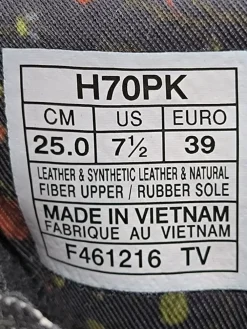 H70PK
CM US EURO
25.0 7½ 39
LEATHER & SYNTHETIC LEATHER & NATURAL
FIBER UPPER / RUBBER SOLE
MADE IN VIETNAM
FABRIQUE AU VIETNAM
F461216 TV